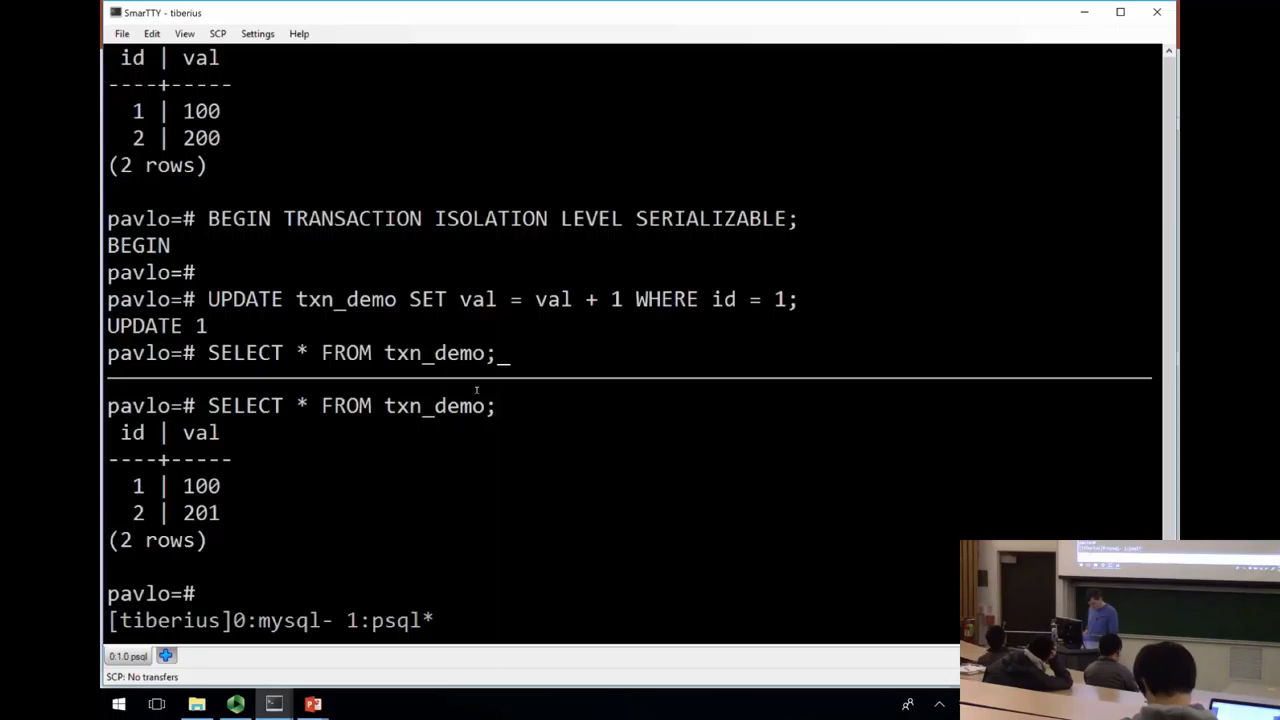 SmarTTY - tiberius
File Edit View SCP Settings Help
id | val
----+-----
1 | 100
2 | 200
(2 rows)
pavlo=# BEGIN TRANSACTION ISOLATION LEVEL SERIALIZABLE;
BEGIN
pavlo=#
pavlo=# UPDATE txn_demo SET val = val + 1 WHERE id = 1;
UPDATE 1
pavlo=# SELECT * FROM txn_demo;_
pavlo=# SELECT * FROM txn_demo;
id | val
----+-----
1 | 100
2 | 201
(2 rows)
pavlo=#
[tiberius]0:mysql- 1:psql*
0:1.0 psql
SCP: No transfers